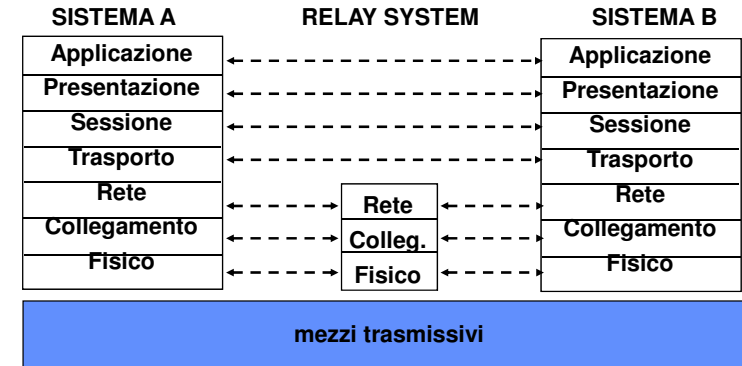 SISTEMA A RELAY SYSTEM SISTEMA B
Applicazione Applicazione
Presentazione Presentazione
Sessione Sessione
Trasporto Trasporto
Rete Rete Rete
Collegamento Colleg. Collegamento
Fisico Fisico Fisico
mezzi trasmissivi